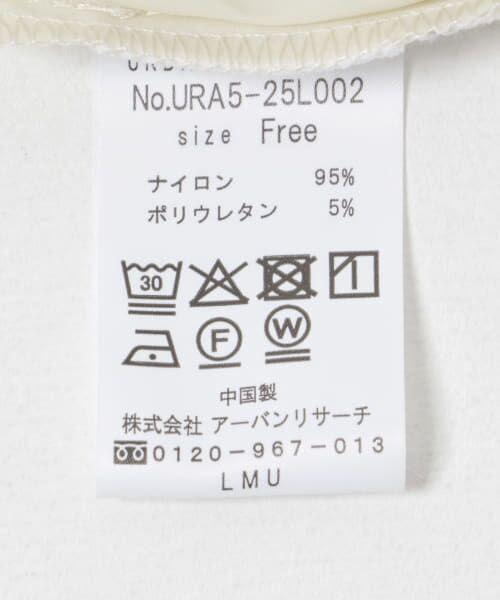 No.URA5-25L002
size Free
ナイロン 95%
ポリウレタン 5%
30
F W
中国製
株式会社 アーバンリサーチ
0120-967-013
LMU